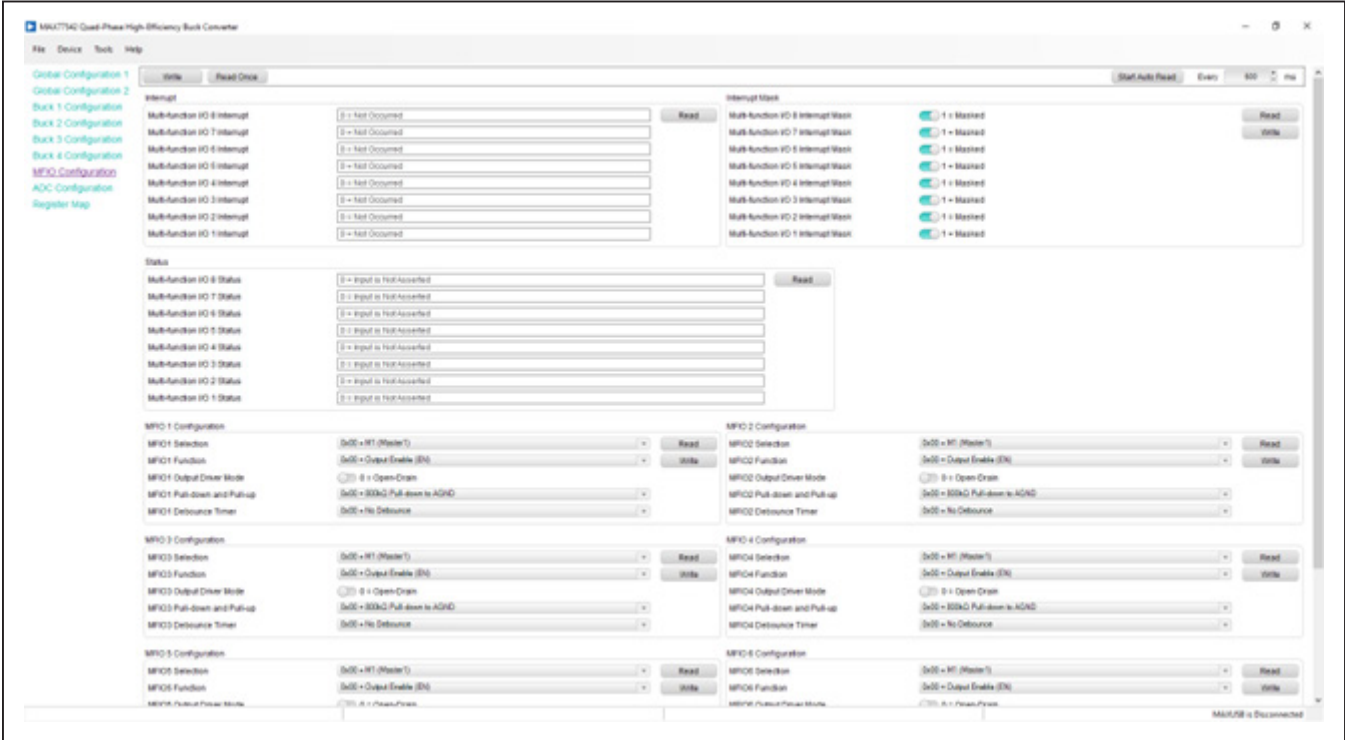 MAX77542 Quad-Phase High-Efficiency Buck Converter
File Device Tools Help
Global Configuration 1
Global Configuration 2
Buck 1 Configuration
Buck 2 Configuration
Buck 3 Configuration
Buck 4 Configuration
MFIO Configuration
ADC Configuration
Register Map
Write Read Once Start Auto Read Every 600 ms
Interrupt
Multi-function I/O 8 Interrupt 0 = Not Occurred Read
Multi-function I/O 7 Interrupt 0 = Not Occurred
Multi-function I/O 6 Interrupt 0 = Not Occurred
Multi-function I/O 5 Interrupt 0 = Not Occurred
Multi-function I/O 4 Interrupt 0 = Not Occurred
Multi-function I/O 3 Interrupt 0 = Not Occurred
Multi-function I/O 2 Interrupt 0 = Not Occurred
Multi-function I/O 1 Interrupt 0 = Not Occurred
Interrupt Mask
Multi-function I/O 8 Interrupt Mask 1 = Masked Read
Multi-function I/O 7 Interrupt Mask 1 = Masked Write
Multi-function I/O 6 Interrupt Mask 1 = Masked
Multi-function I/O 5 Interrupt Mask 1 = Masked
Multi-function I/O 4 Interrupt Mask 1 = Masked
Multi-function I/O 3 Interrupt Mask 1 = Masked
Multi-function I/O 2 Interrupt Mask 1 = Masked
Multi-function I/O 1 Interrupt Mask 1 = Masked
Status
Multi-function I/O 8 Status 0 = Input is Not Asserted Read
Multi-function I/O 7 Status 0 = Input is Not Asserted
Multi-function I/O 6 Status 0 = Input is Not Asserted
Multi-function I/O 5 Status 0 = Input is Not Asserted
Multi-function I/O 4 Status 0 = Input is Not Asserted
Multi-function I/O 3 Status 0 = Input is Not Asserted
Multi-function I/O 2 Status 0 = Input is Not Asserted
Multi-function I/O 1 Status 0 = Input is Not Asserted
MFIO 1 Configuration
MFIO1 Selection 0x00 = M1 (Master1) Read
MFIO1 Function 0x00 = Output Enable (EN) Write
MFIO1 Output Driver Mode 0 = Open-Drain
MFIO1 Pull-down and Pull-up 0x00 = 800kΩ Pull-down to AGND
MFIO1 Debounce Timer 0x00 = No Debounce
MFIO 2 Configuration
MFIO2 Selection 0x00 = M1 (Master1) Read
MFIO2 Function 0x00 = Output Enable (EN) Write
MFIO2 Output Driver Mode 0 = Open-Drain
MFIO2 Pull-down and Pull-up 0x00 = 800kΩ Pull-down to AGND
MFIO2 Debounce Timer 0x00 = No Debounce
MFIO 3 Configuration
MFIO3 Selection 0x00 = M1 (Master1) Read
MFIO3 Function 0x00 = Output Enable (EN) Write
MFIO3 Output Driver Mode 0 = Open-Drain
MFIO3 Pull-down and Pull-up 0x00 = 800kΩ Pull-down to AGND
MFIO3 Debounce Timer 0x00 = No Debounce
MFIO 4 Configuration
MFIO4 Selection 0x00 = M1 (Master1) Read
MFIO4 Function 0x00 = Output Enable (EN) Write
MFIO4 Output Driver Mode 0 = Open-Drain
MFIO4 Pull-down and Pull-up 0x00 = 800kΩ Pull-down to AGND
MFIO4 Debounce Timer 0x00 = No Debounce
MFIO 5 Configuration
MFIO5 Selection 0x00 = M1 (Master1) Read
MFIO5 Function 0x00 = Output Enable (EN) Write
MFIO5 Output Driver Mode 0 = Open-Drain
MFIO 6 Configuration
MFIO6 Selection 0x00 = M1 (Master1) Read
MFIO6 Function 0x00 = Output Enable (EN) Write
MFIO6 Output Driver Mode 0 = Open-Drain
MAXUSB is Disconnected